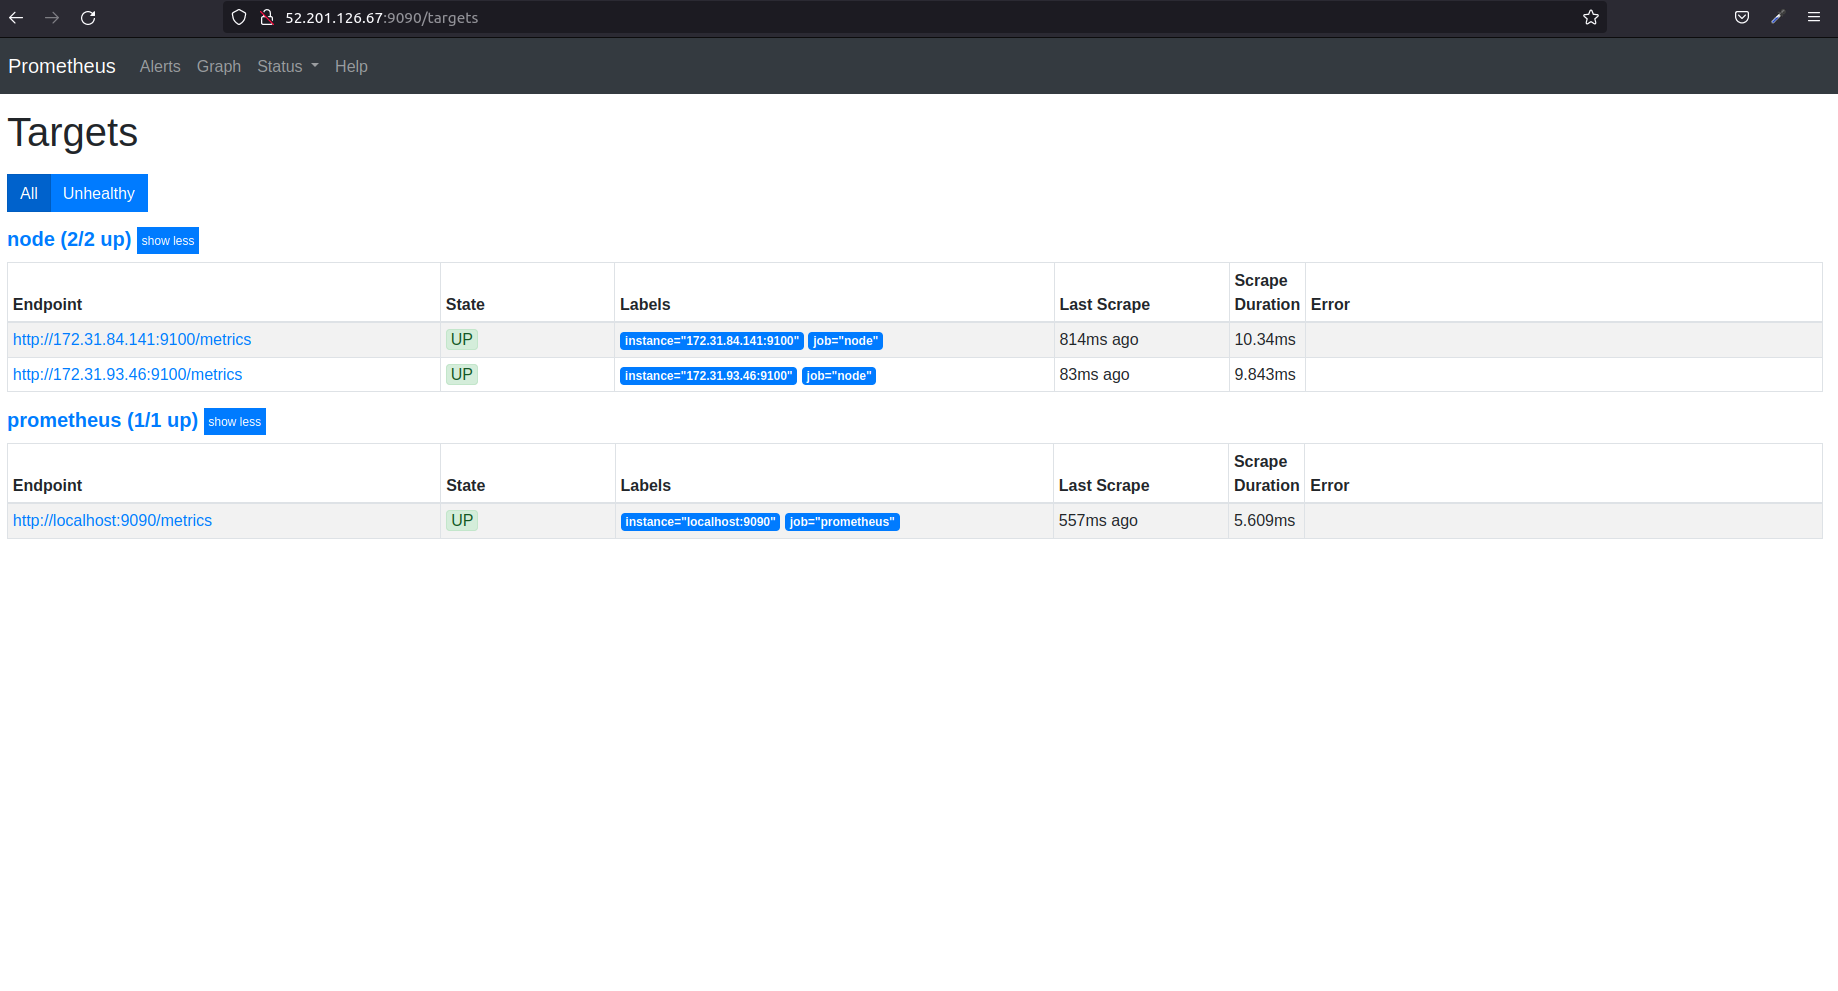 52.201.126.67:9090/targets
Prometheus Alerts Graph Status Help
Targets
All Unhealthy
node (2/2 up) show less
Endpoint State Labels Last Scrape Scrape Duration Error
http://172.31.84.141:9100/metrics UP instance="172.31.84.141:9100" job="node" 814ms ago 10.34ms
http://172.31.93.46:9100/metrics UP instance="172.31.93.46:9100" job="node" 83ms ago 9.843ms
prometheus (1/1 up) show less
Endpoint State Labels Last Scrape Scrape Duration Error
http://localhost:9090/metrics UP instance="localhost:9090" job="prometheus" 557ms ago 5.609ms